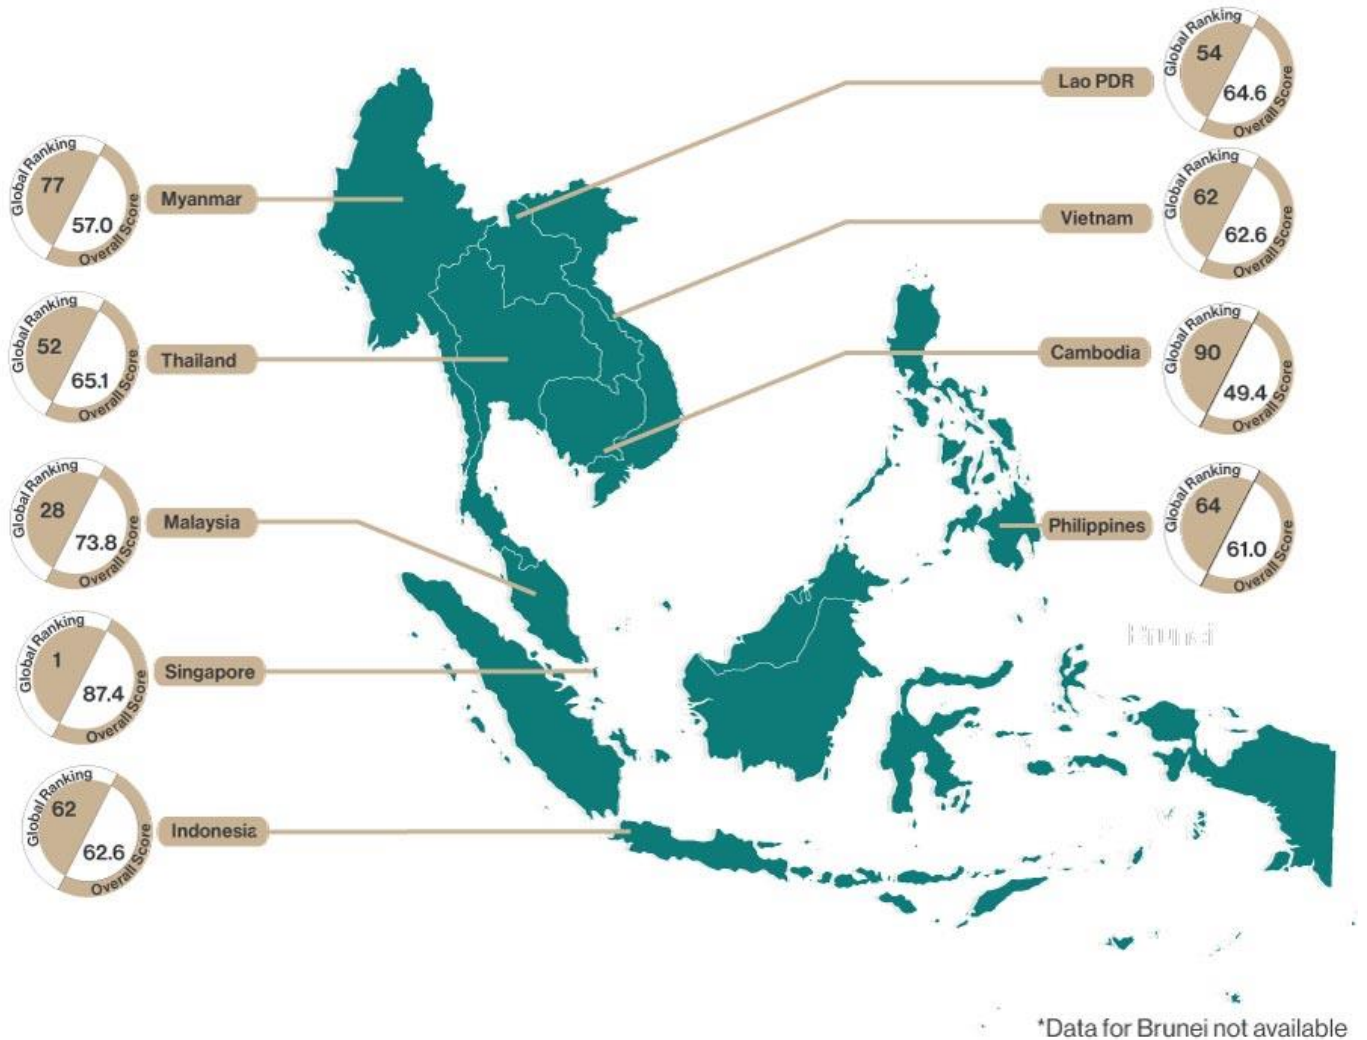 Global Ranking
54
64.6
Overall Score
Lao PDR
Global Ranking
77
57.0
Overall Score
Myanmar
Global Ranking
62
62.6
Overall Score
Vietnam
Global Ranking
52
65.1
Overall Score
Thailand
Global Ranking
90
49.4
Overall Score
Cambodia
Global Ranking
28
73.8
Overall Score
Malaysia
Global Ranking
64
61.0
Overall Score
Philippines
Brunei
Global Ranking
1
87.4
Overall Score
Singapore
Global Ranking
62
62.6
Overall Score
Indonesia
*Data for Brunei not available